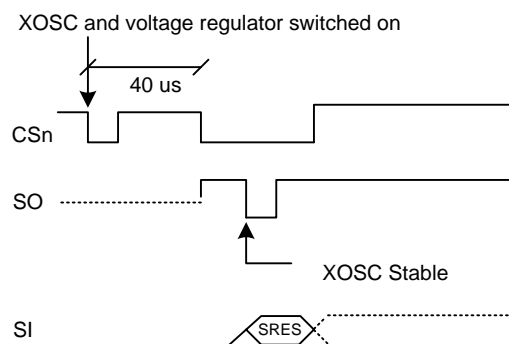 XOSC and voltage regulator switched on
40 us
CSn
SO
XOSC Stable
SI
SRES